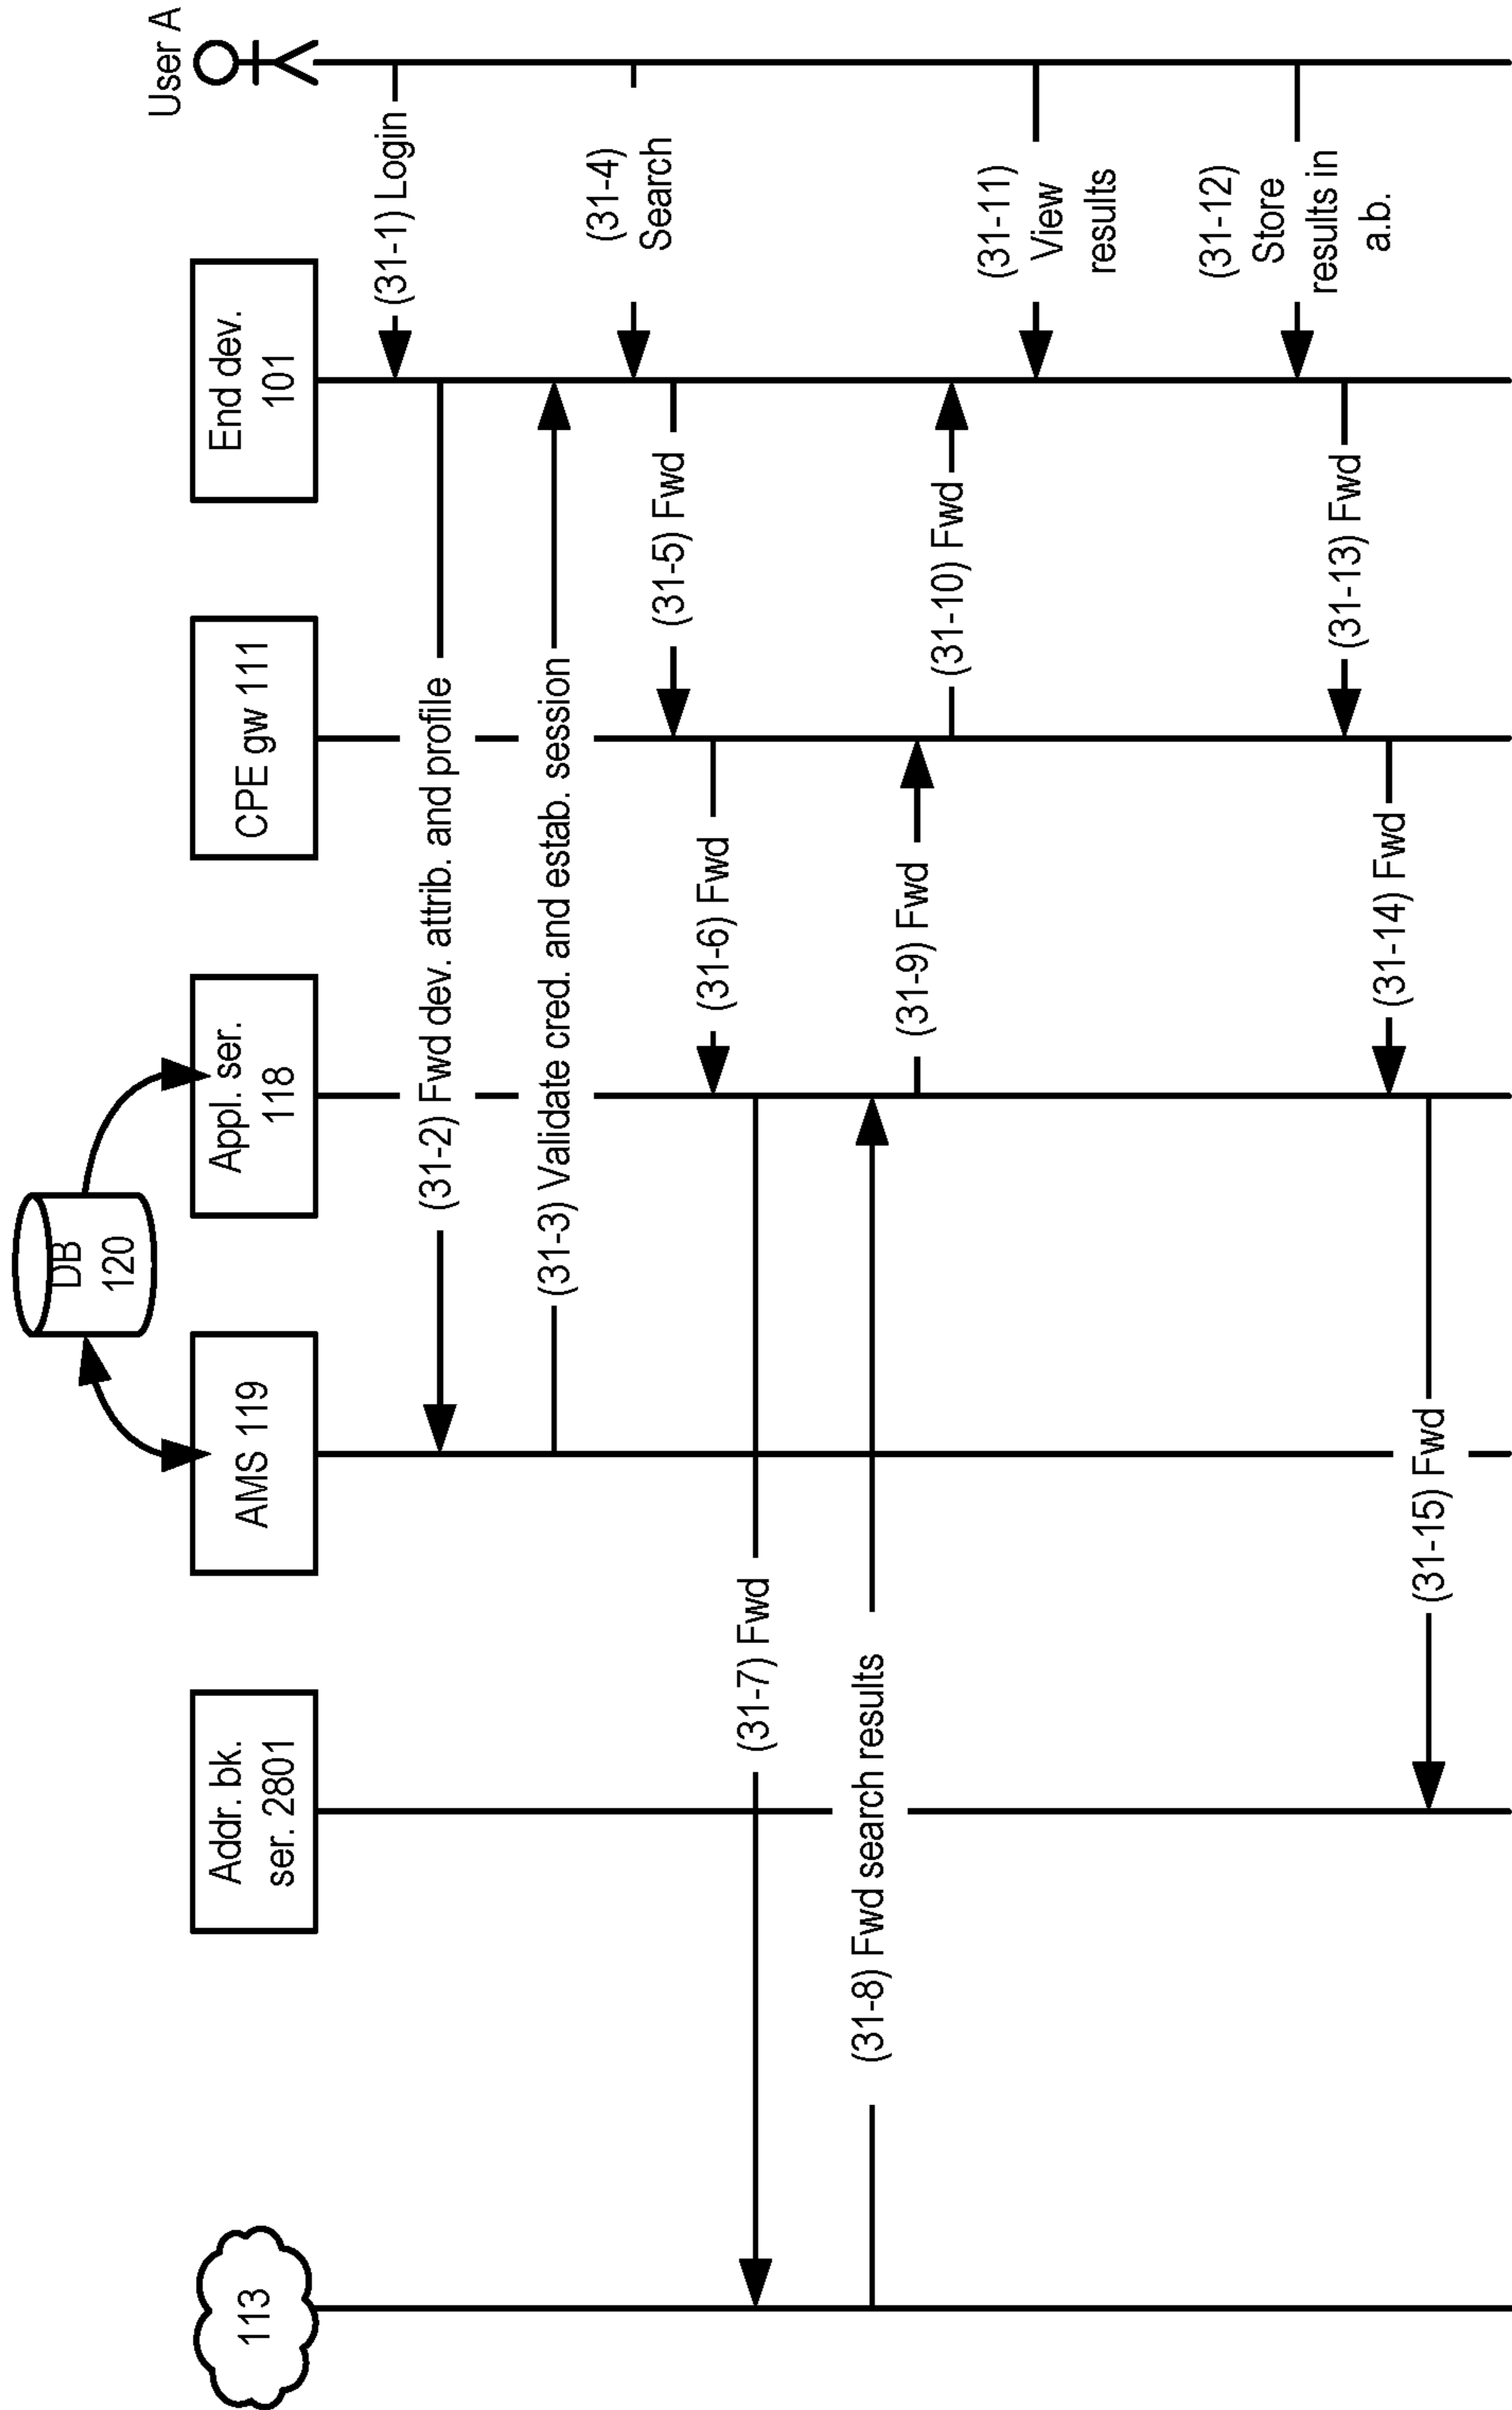 DB
120
113
Addr. bk.
ser. 2801
AMS 119
Appl. ser.
118
CPE gw 111
End dev.
101
User A
(31-1) Login
(31-2) Fwd dev. attrib. and profile
(31-3) Validate cred. and estab. session
(31-4)
Search
(31-5) Fwd
(31-6) Fwd
(31-7) Fwd
(31-8) Fwd search results
(31-9) Fwd
(31-10) Fwd
(31-11)
View
results
(31-12)
Store
results in
a.b.
(31-13) Fwd
(31-14) Fwd
(31-15) Fwd